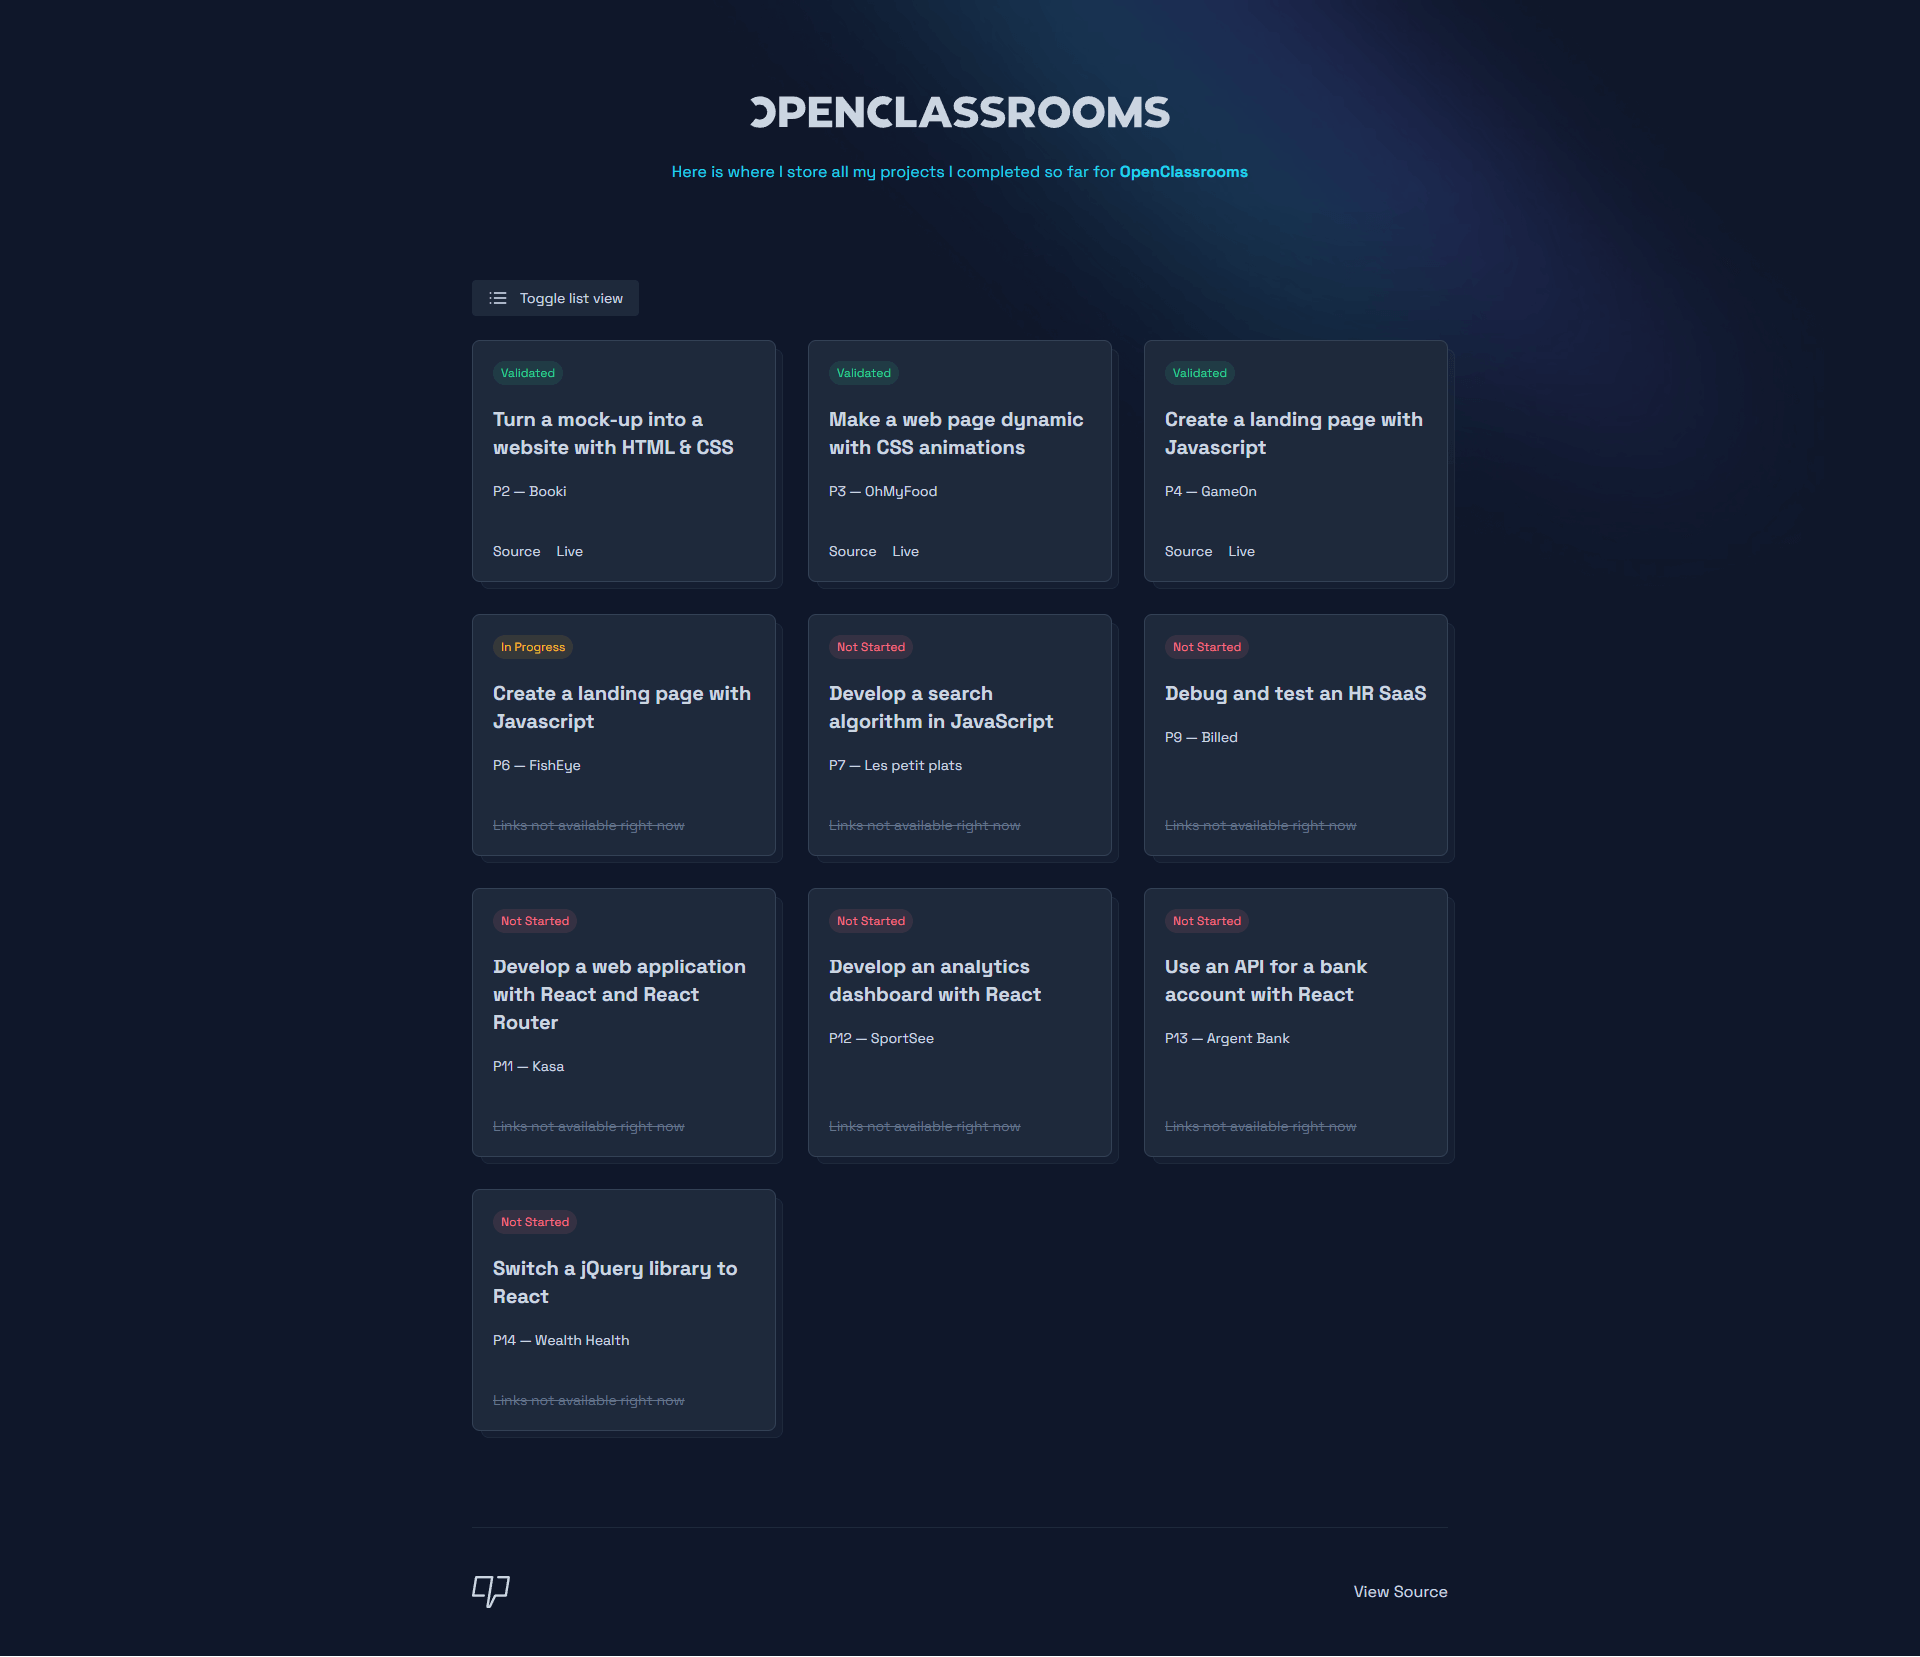 OPENCLASSROOMS
Here is where I store all my projects I completed so far for OpenClassrooms
Toggle list view
Validated
Turn a mock-up into a
website with HTML & CSS
P2 — Booki
Source Live
Validated
Make a web page dynamic
with CSS animations
P3 — OhMyFood
Source Live
Validated
Create a landing page with
Javascript
P4 — GameOn
Source Live
In Progress
Create a landing page with
Javascript
P6 — FishEye
Links not available right now
Not Started
Develop a search
algorithm in JavaScript
P7 — Les petit plats
Links not available right now
Not Started
Debug and test an HR SaaS
P9 — Billed
Links not available right now
Not Started
Develop a web application
with React and React
Router
P11 — Kasa
Links not available right now
Not Started
Develop an analytics
dashboard with React
P12 — SportSee
Links not available right now
Not Started
Use an API for a bank
account with React
P13 — Argent Bank
Links not available right now
Not Started
Switch a jQuery library to
React
P14 — Wealth Health
Links not available right now
View Source